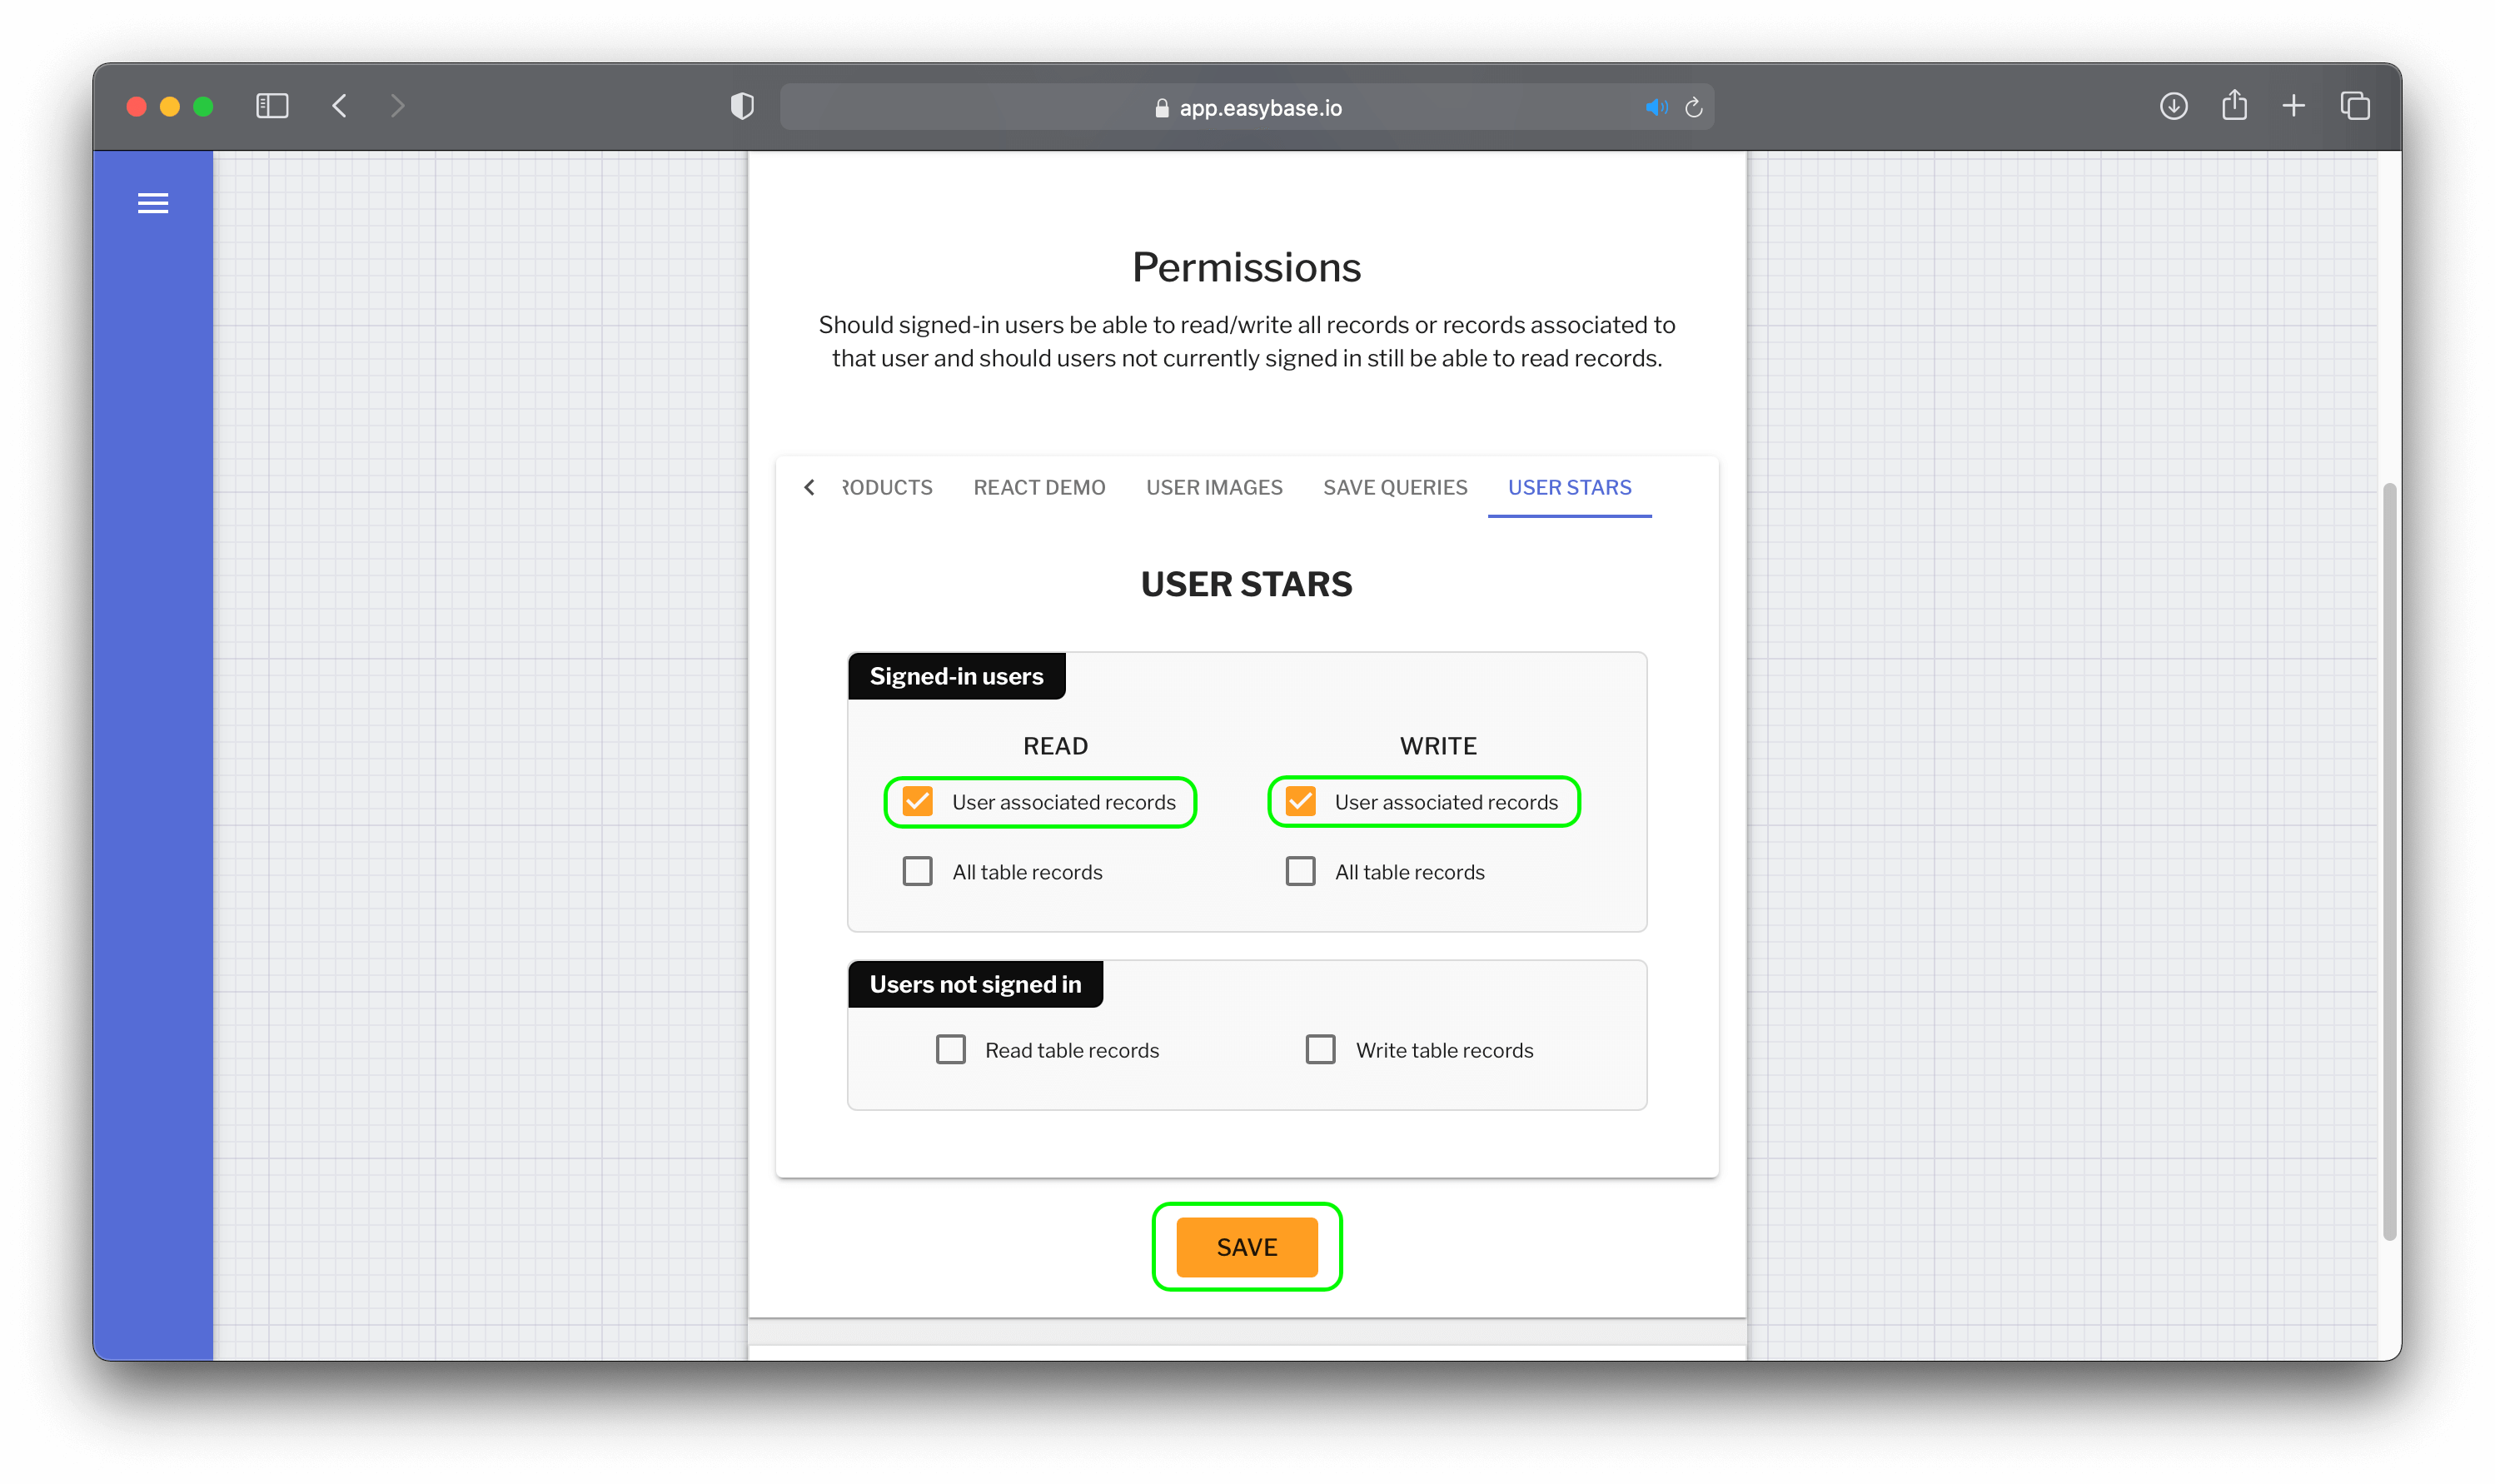 app.easybase.io
Permissions
Should signed-in users be able to read/write all records or records associated to
that user and should users not currently signed in still be able to read records.
RODUCTS REACT DEMO USER IMAGES SAVE QUERIES USER STARS
USER STARS
Signed-in users
READ WRITE
User associated records User associated records
All table records All table records
Users not signed in
Read table records Write table records
SAVE